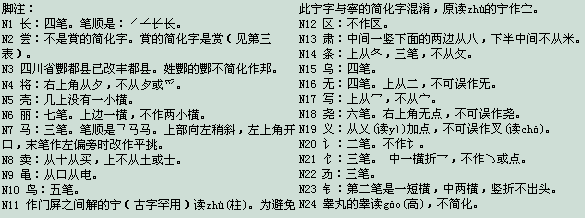 脚注：
N1 长：四笔。笔顺是：ノ𠂉长长。
N2 尝：不是賞的简化字。賞的简化字是赏（见第三
表）。
N3 四川省酆都县已改丰都县。姓酆的酆不简化作邦。
N4 将：右上角从夕，不从夕或爫。
N5 壳：几上没有一小横。
N6 丽：七笔。上边一横，不作两小横。
N7 马：三笔。笔顺是㇕马马。上部向左稍斜，左上角开
口，末笔作左偏旁时改作平挑。
N8 卖：从十从买，上不从士或土。
N9 黾：从口从电。
N10 鸟：五笔。
N11 作门屏之间解的宁（古字罕用）读zhù(柱)。为避免
此宁字与寧的简化字混淆，原读zhù的宁作㝉。
N12 区：不作区。
N13 肃：中间一竖下面的两边从八，下半中间不从米。
N14 条：上从夂，三笔，不从攵。
N15 乌：四笔。
N16 无：四笔。上从二，不可误作旡。
N17 写：上从冖，不从宀。
N18 尧：六笔。右上角无点，不可误作尧。
N19 义：从乂(读yì)加点，不可误作叉(读chā)。
N20 讠：二笔。不作訁。
N21 饣：三笔。 中一横折乛，不作㇀或点。
N22 𠃓：三笔。
N23 钅：第二笔是一短横，中两横，竖折不出头。
N24 睾丸的睾读gāo(高)，不简化。